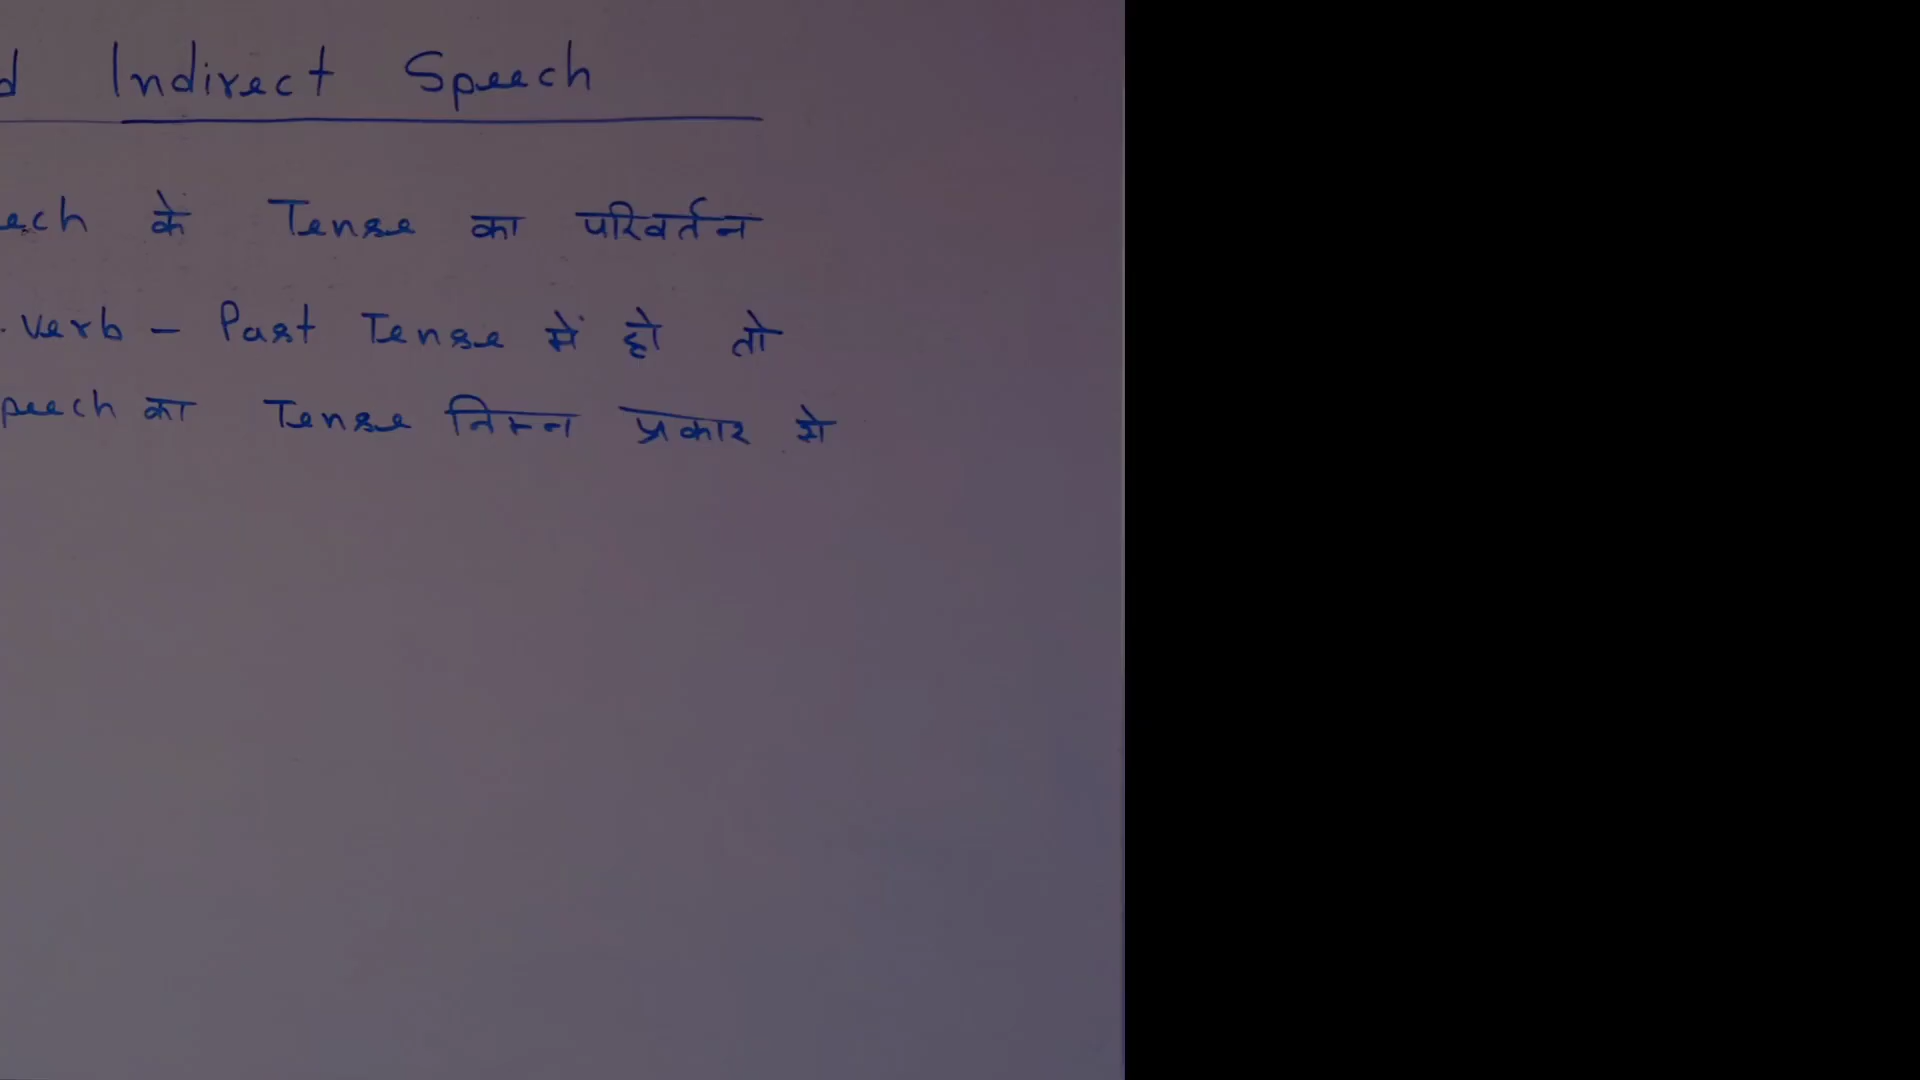 d Indirect Speech
ech के Tense का परिवर्तन
. Verb – Past Tense में हो तो
peech का Tense निम्न प्रकार से